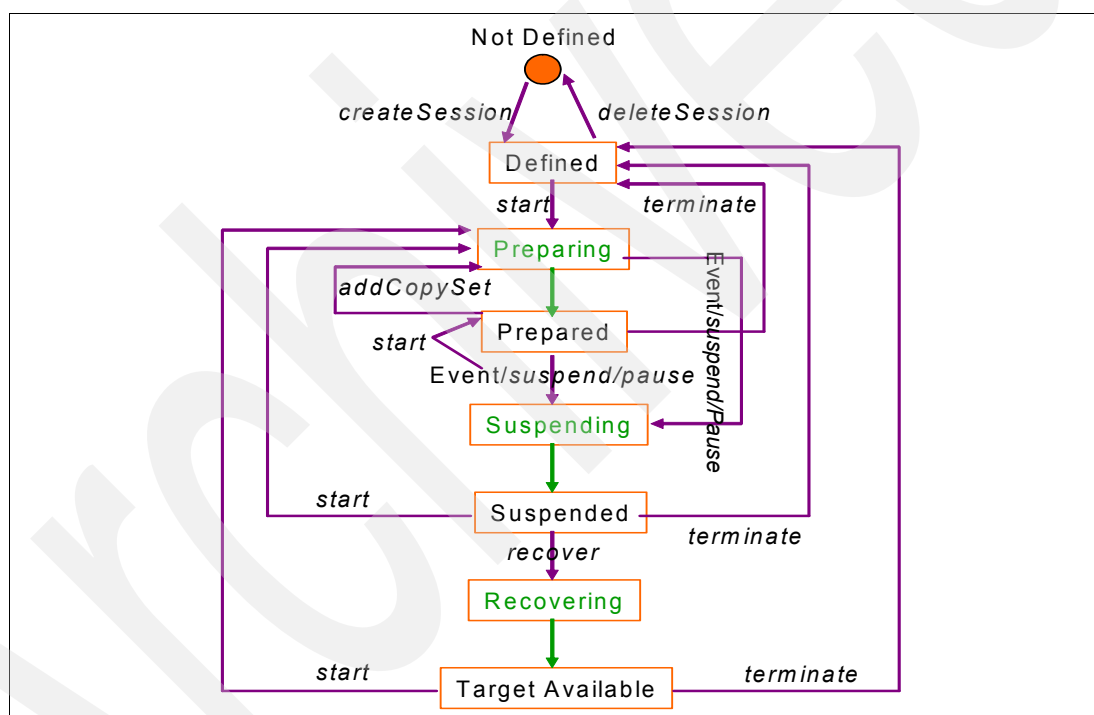 Not Defined
createSession
deleteSession
Defined
start
terminate
Preparing
addCopySet
Prepared
start
Event/suspend/pause
Event/suspend/Pause
Suspending
start
Suspended
terminate
recover
Recovering
start
Target Available
terminate